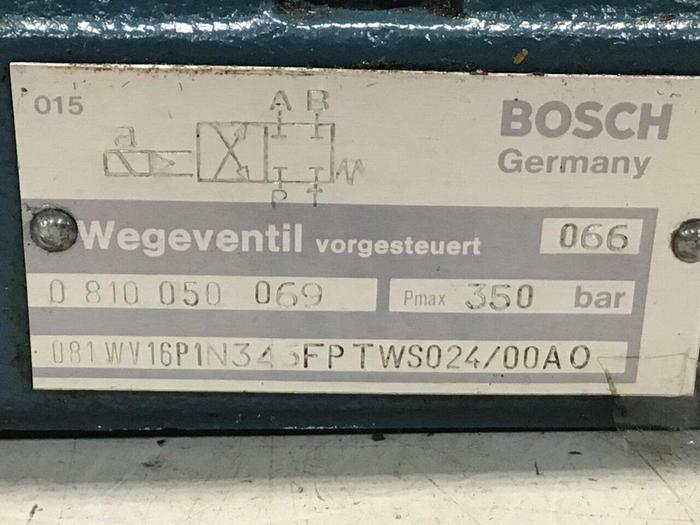 015
A B
a
P T
BOSCH
Germany
Wegeventil vorgesteuert 066
0 810 050 069 Pmax 350 bar